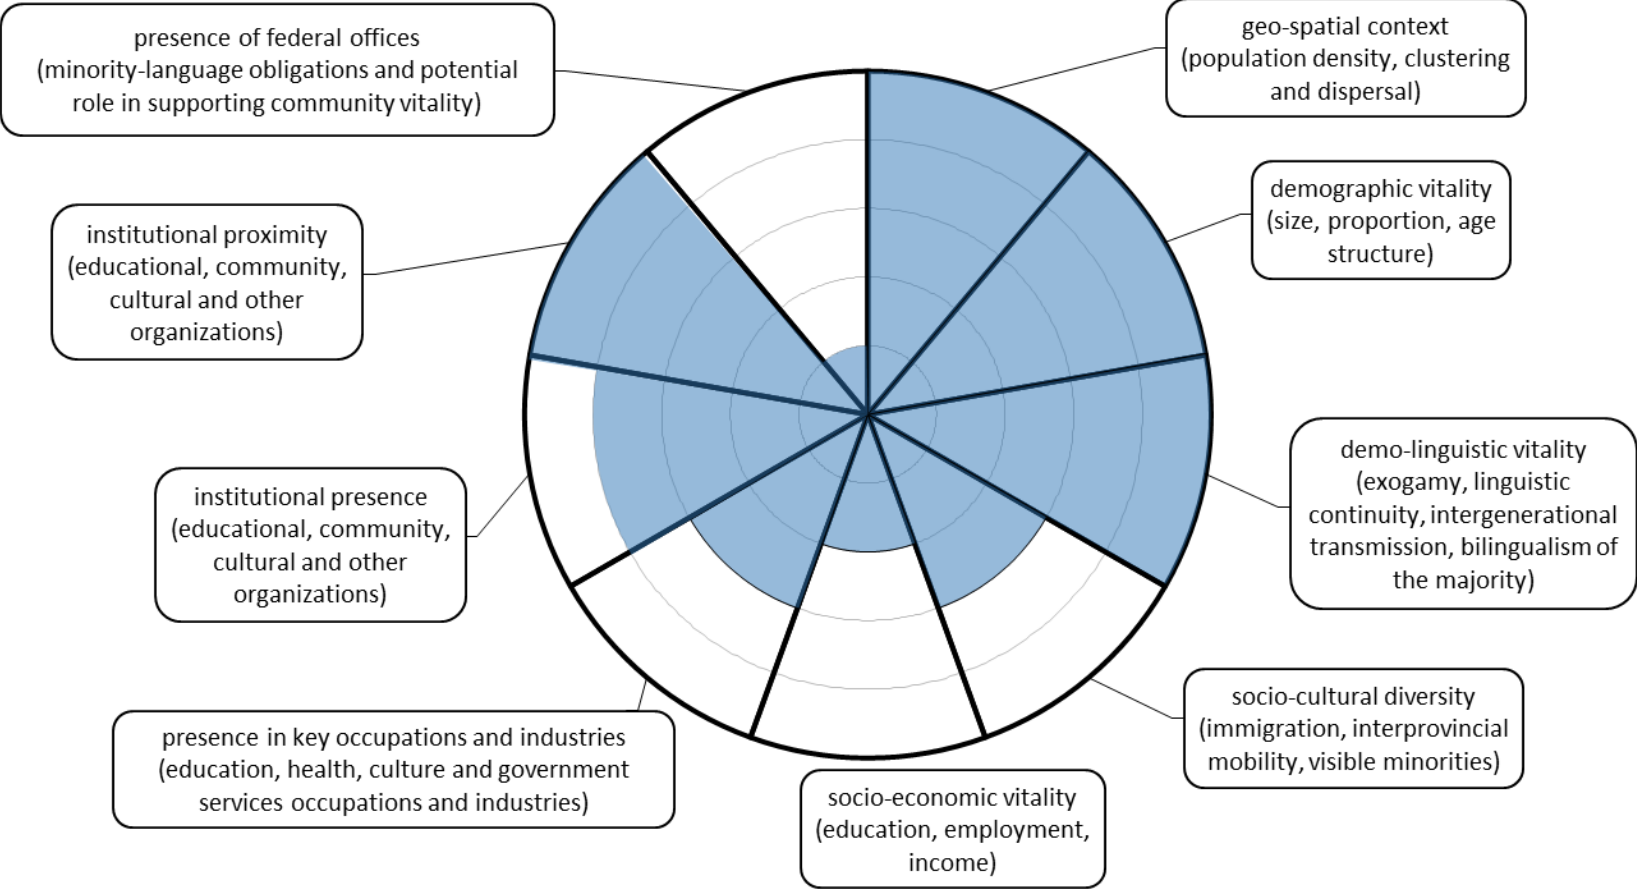 presence of federal offices
(minority-language obligations and potential
role in supporting community vitality)
geo-spatial context
(population density, clustering
and dispersal)
demographic vitality
(size, proportion, age
structure)
institutional proximity
(educational, community,
cultural and other
organizations)
demo-linguistic vitality
(exogamy, linguistic
continuity, intergenerational
transmission, bilingualism of
the majority)
institutional presence
(educational, community,
cultural and other
organizations)
socio-cultural diversity
(immigration, interprovincial
mobility, visible minorities)
presence in key occupations and industries
(education, health, culture and government
services occupations and industries)
socio-economic vitality
(education, employment,
income)